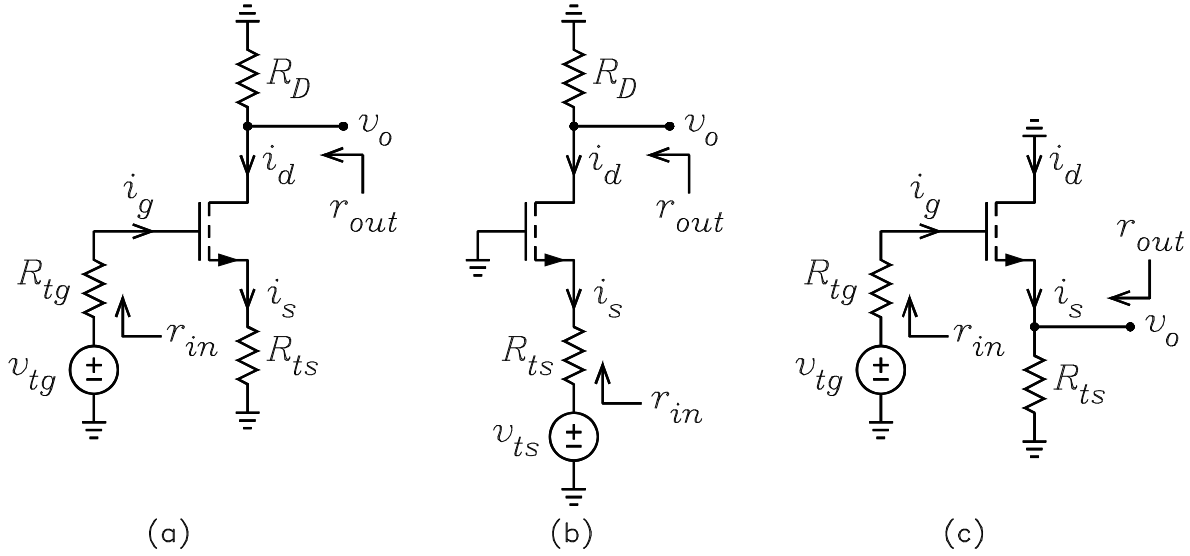 R_D
v_o
i_d
r_out
i_g
R_tg
r_in
i_s
R_ts
v_tg
+
−
(a)
R_D
v_o
i_d
r_out
i_s
R_ts
r_in
v_ts
+
−
(b)
i_d
i_g
r_out
R_tg
r_in
i_s
v_o
v_tg
+
−
R_ts
(c)